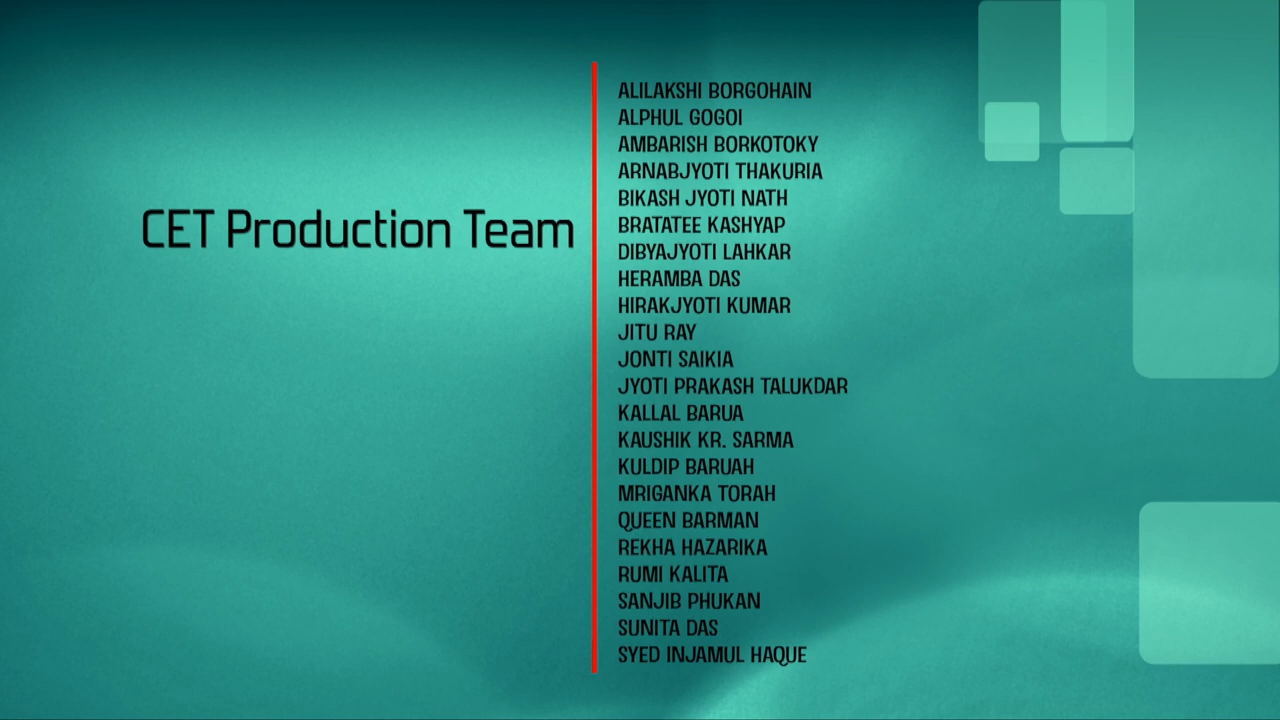 CET Production Team
ALILAKSHI BORGOHAIN
ALPHUL GOGOI
AMBARISH BORKOTOKY
ARNABJYOTI THAKURIA
BIKASH JYOTI NATH
BRATATEE KASHYAP
DIBYAJYOTI LAHKAR
HERAMBA DAS
HIRAKJYOTI KUMAR
JITU RAY
JONTI SAIKIA
JYOTI PRAKASH TALUKDAR
KALLAL BARUA
KAUSHIK KR. SARMA
KULDIP BARUAH
MRIGANKA TORAH
QUEEN BARMAN
REKHA HAZARIKA
RUMI KALITA
SANJIB PHUKAN
SUNITA DAS
SYED INJAMUL HAQUE